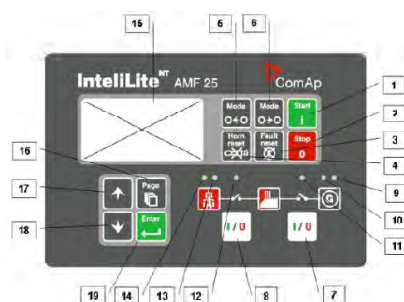 15 5 6
InteliLite NT AMF 25 ComAp
Mode Mode Start
I
1
2
Horn reset Fault reset Stop
0
3
4
16 Page
17
9
10
G
11
18 Enter
I/O I/O
19 14 13 12 8 7